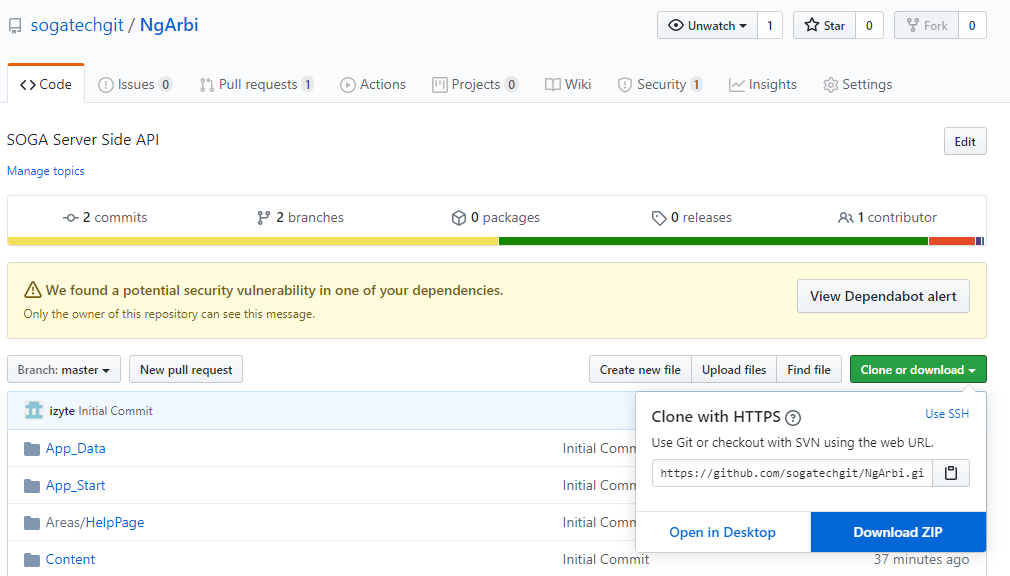 sogatechgit / NgArbi Unwatch 1 Star 0 Fork 0
Code Issues 0 Pull requests 1 Actions Projects 0 Wiki Security 1 Insights Settings
SOGA Server Side API Edit
Manage topics
2 commits 2 branches 0 packages 0 releases 1 contributor
We found a potential security vulnerability in one of your dependencies.
Only the owner of this repository can see this message.
View Dependabot alert
Branch: master New pull request Create new file Upload files Find file Clone or download
izyte Initial Commit
Clone with HTTPS ? Use SSH
Use Git or checkout with SVN using the web URL.
https://github.com/sogatechgit/NgArbi.gi
Open in Desktop Download ZIP
App_Data Initial Comm
App_Start Initial Comm
Areas/HelpPage Initial Comm
Content Initial Commit 37 minutes ago